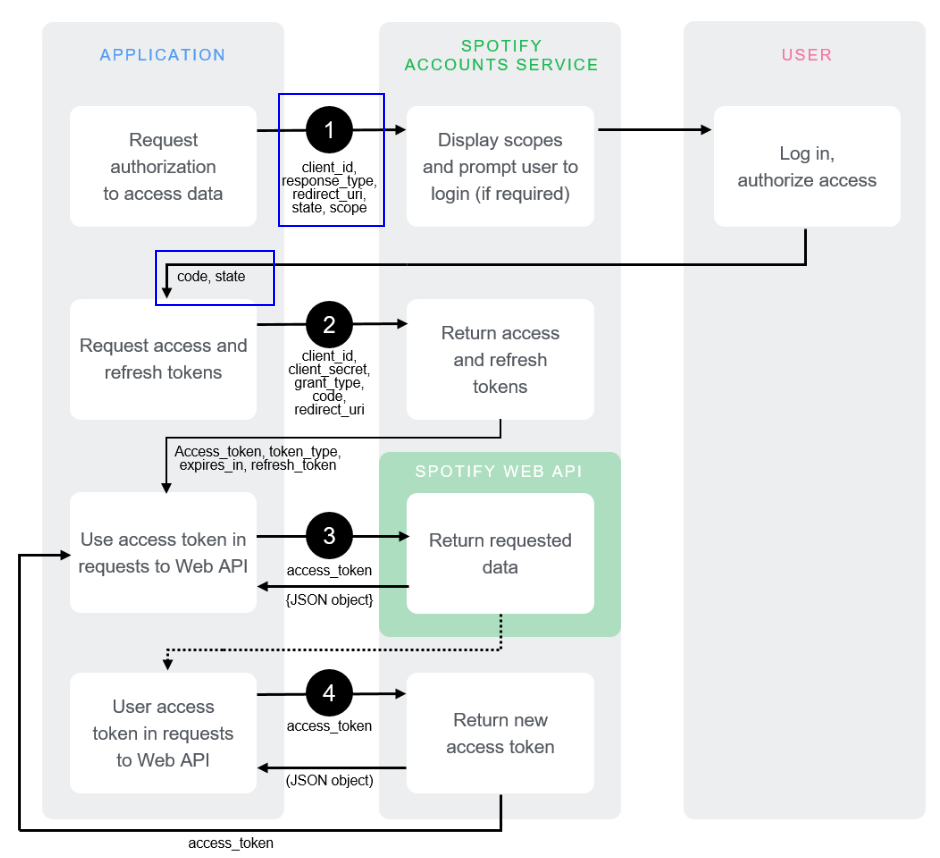 APPLICATION
SPOTIFY
ACCOUNTS SERVICE
USER
Request
authorization
to access data
1
client_id,
response_type,
redirect_uri,
state, scope
Display scopes
and prompt user to
login (if required)
Log in,
authorize access
code, state
Request access and
refresh tokens
2
client_id,
client_secret,
grant_type,
code,
redirect_uri
Return access
and refresh
tokens
Access_token, token_type,
expires_in, refresh_token
SPOTIFY WEB API
Use access token in
requests to Web API
3
access_token
{JSON object}
Return requested
data
User access
token in requests
to Web API
4
access_token
(JSON object)
Return new
access token
access_token